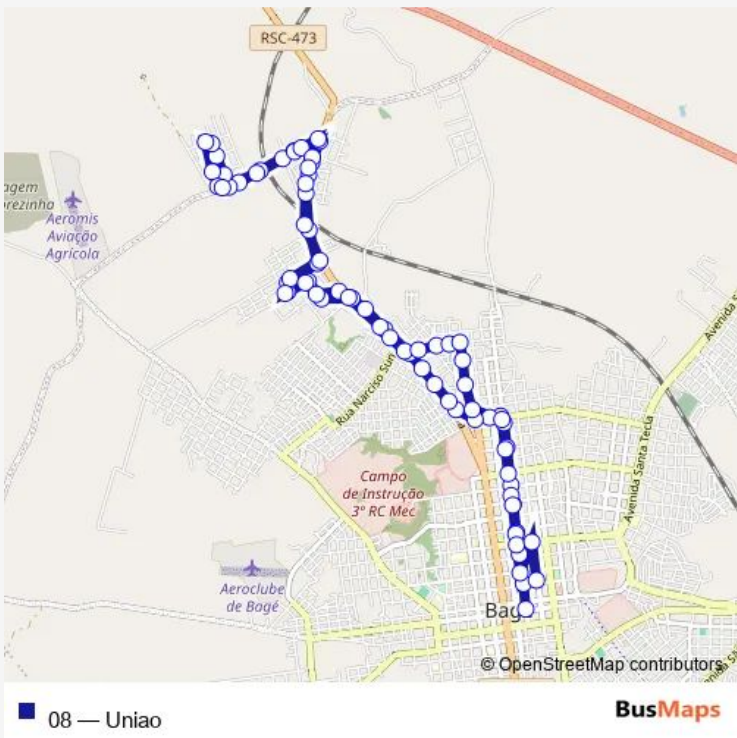 RSC-473
agem
prezinha
Aeromis
Aviação
Agrícola
Avenida S
Rua Narciso Sun
Avenida Santa Tecla
Campo
de Instrução
3º RC Mec
Aeroclube
de Bagé
Bag
© OpenStreetMap contributors
08 — Uniao
BusMaps